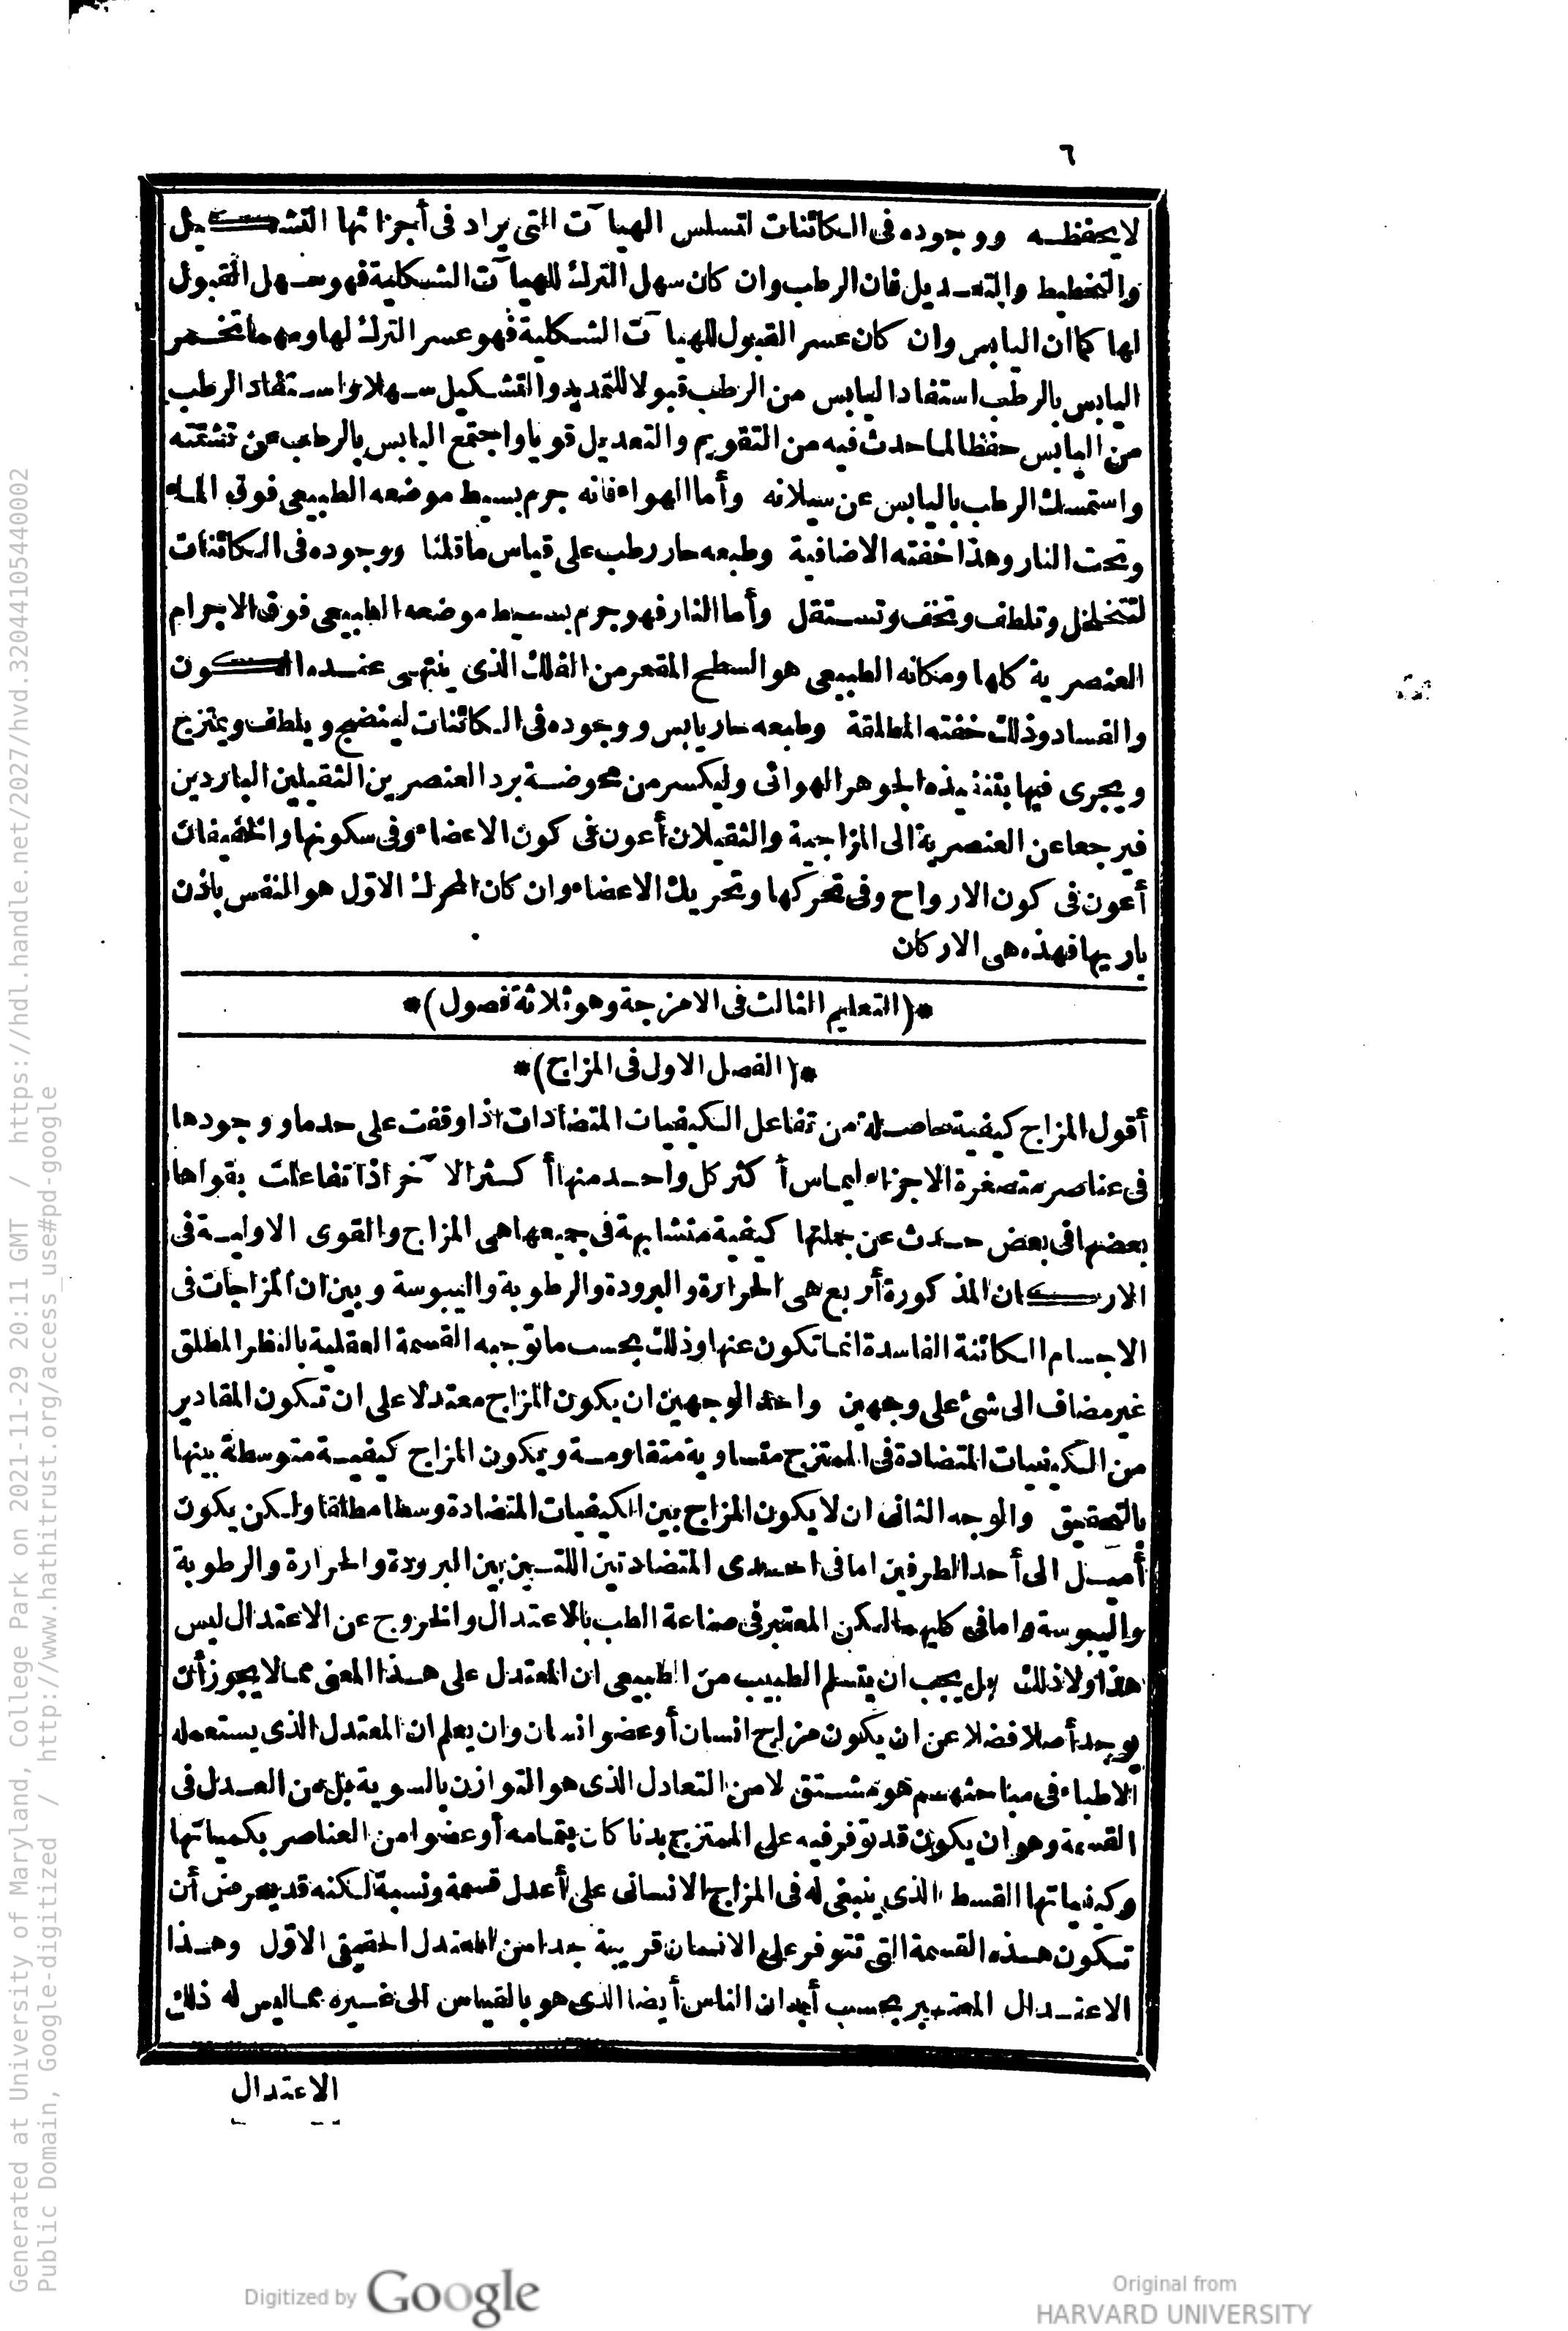 ٦
لا يحفظه ووجوده فى الكائنات لتسلس الهيآت التى يراد فى أجزائها التشكيل
والتخطيط والتعديل فان الرطب وان كان سهل الترك للهيآت الشكلية فهو سهل القبول
لها كما ان اليابس وان كان عسر القبول للهيآت الشكلية فهو عسر الترك لها ومهما تخمر
اليابس بالرطب استفاد اليابس من الرطب قبولا للتمديد والتشكيل سهلا واستفاد الرطب
من اليابس حفظا لما حدث فيه من التقويم والتعديل قويا واجتمع اليابس بالرطب عن تشتته
واستمسك الرطب باليابس عن سيلانه وأما الهواء فانه جرم بسيط موضعه الطبيعى فوق الماء
وتحت النار وهذا خفته الاضافية وطبعه حار رطب على قياس ما قلنا ووجوده فى الكائنات
لتتخلخل وتلطف وتخف وتستقل وأما النار فهو جرم بسيط موضعه الطبيعى فوق الاجرام
العنصرية كلها ومكانه الطبيعى هو السطح المقعر من الفلك الذى ينتهى عنده الكون
والفساد وذلك خفته المطلقة وطبعه حار يابس ووجوده فى الكائنات لينضج ويلطف ويمتزج
ويجرى فيها بتنفيذه الجوهر الهوائى وليكسر من محوضة برد العنصرين الثقيلين الباردين
فيرجعا عن العنصرية الى المزاجية والثقيلان أعون فى كون الاعضاء وفى سكونها والخفيفان
أعون فى كون الارواح وفى تحركها وتحريك الاعضاء وان كان المحرك الاول هو النفس باذن
باريها فهذه هى الاركان
*(التعليم الثالث فى الامزجة وهو ثلاثة فصول)*
*(الفصل الاول فى المزاج)*
أقول المزاج كيفية حاصلة من تفاعل الكيفيات المتضادات اذا وقفت على حد ما ووجودها
فى عناصر متصغرة الاجزاء ليماس أكثر كل واحد منها أكثر الآخر اذا تفاعلت بقواها
بعضها فى بعض حدث عن جملتها كيفية متشابهة فى جميعها هى المزاج والقوى الاولية فى
الاركان المذكورة أربع هى الحرارة والبرودة والرطوبة واليبوسة وبين ان المزاجات فى
الاجسام الكائنة الفاسدة انما تكون عنها وذلك بحسب ما توجبه القسمة العقلية بالنظر المطلق
غير مضاف الى شئ على وجهين واحد الوجهين ان يكون المزاج معتدلا على ان تكون المقادير
من الكيفيات المتضادة فى الممتزج متساوية متقاومة ويكون المزاج كيفية متوسطة بينها
بالتحقيق والوجه الثانى ان لا يكون المزاج بين الكيفيات المتضادة وسطا مطلقا ولكن يكون
أميل الى أحد الطرفين اما فى احدى المتضادتين اللتين بين البرودة والحرارة والرطوبة
واليبوسة واما فى كليهما لكن المعتبر فى صناعة الطب بالاعتدال والخروج عن الاعتدال ليس
هذا ولا ذلك بل يجب ان يتسلم الطبيب من الطبيعى ان المعتدل على هذا المعنى مما لا يجوز أن
يوجد أصلا فضلا عن ان يكون مزاج انسان أو عضو انسان وان يعلم ان المعتدل الذى يستعمله
الاطباء فى مباحثهم هو مشتق لا من التعادل الذى هو التوازن بالسوية بل من العدل فى
القسمة وهو ان يكون قد توفر فيه على الممتزج بدنا كان بتمامه أو عضوا من العناصر بكمياتها
وكيفياتها القسط الذى ينبغى له فى المزاج الانسانى على أعدل قسمة ونسبة لكنه قد يعرض أن
تكون هذه القسمة التى تتوفر على الانسان قريبة جدا من المعتدل الحقيقى الاول وهذا
الاعتدال المعتبر بحسب أبدان الناس أيضا الذى هو بالقياس الى غيره مما ليس له ذلك
الاعتدال
Generated at University of Maryland, College Park on 2021-11-29 20:11 GMT / https://hdl.handle.net/2027/hvd.32044105440002
Public Domain, Google-digitized / http://www.hathitrust.org/access_use#pd-google
Digitized by Google
Original from
HARVARD UNIVERSITY